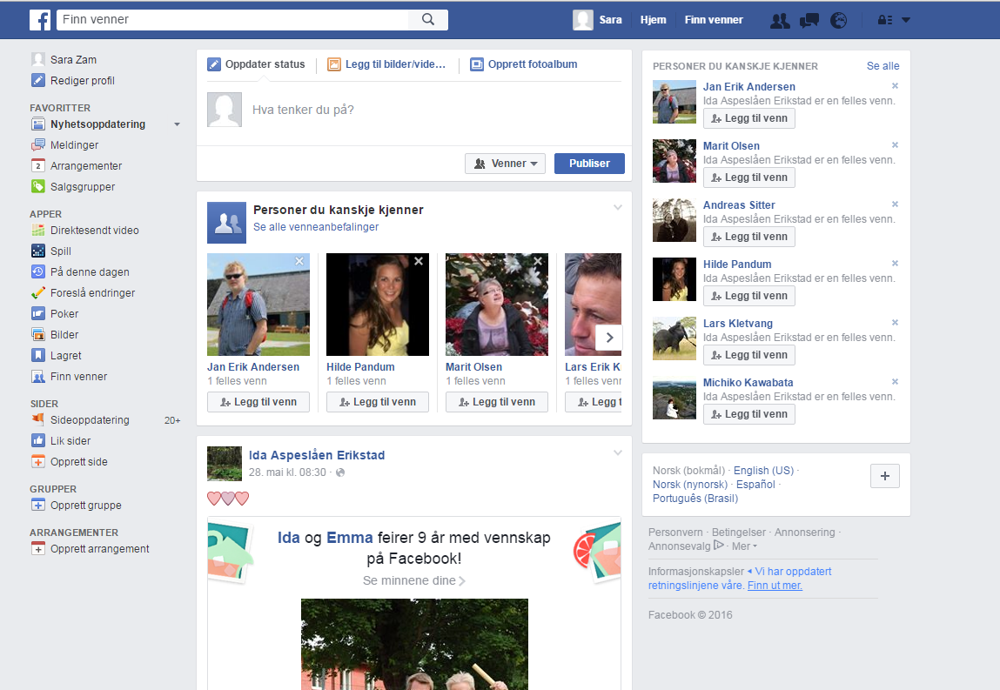 Finn venner
Sara
Hjem
Finn venner
Sara Zam
Rediger profil
FAVORITTER
Nyhetsoppdatering
Meldinger
2
Arrangementer
Salgsgrupper
APPER
Direktesendt video
Spill
På denne dagen
Foreslå endringer
Poker
Bilder
Lagret
Finn venner
SIDER
Sideoppdatering 20+
Lik sider
Opprett side
GRUPPER
Opprett gruppe
ARRANGEMENTER
Opprett arrangement
Oppdater status
Legg til bilder/vide...
Opprett fotoalbum
Hva tenker du på?
Venner
Publiser
Personer du kanskje kjenner
Se alle venneanbefalinger
Jan Erik Andersen
1 felles venn
Legg til venn
Hilde Pandum
1 felles venn
Legg til venn
Marit Olsen
1 felles venn
Legg til venn
Lars Erik K
1 felles venn
Legg t
Ida Aspeslåen Erikstad
28. mai kl. 08:30 ·
Ida og Emma feirer 9 år med vennskap
på Facebook!
Se minnene dine
PERSONER DU KANSKJE KJENNER
Se alle
Jan Erik Andersen
Ida Aspeslåen Erikstad er en felles venn.
Legg til venn
Marit Olsen
Ida Aspeslåen Erikstad er en felles venn.
Legg til venn
Andreas Sitter
Ida Aspeslåen Erikstad er en felles venn.
Legg til venn
Hilde Pandum
Ida Aspeslåen Erikstad er en felles venn.
Legg til venn
Lars Kletvang
Ida Aspeslåen Erikstad er en felles venn.
Legg til venn
Michiko Kawabata
Ida Aspeslåen Erikstad er en felles venn.
Legg til venn
Norsk (bokmål) · English (US) ·
Norsk (nynorsk) · Español ·
Português (Brasil)
Personvern · Betingelser · Annonsering ·
Annonsevalg · Mer
Informasjonskapsler Vi har oppdatert
retningslinjene våre. Finn ut mer.
Facebook © 2016